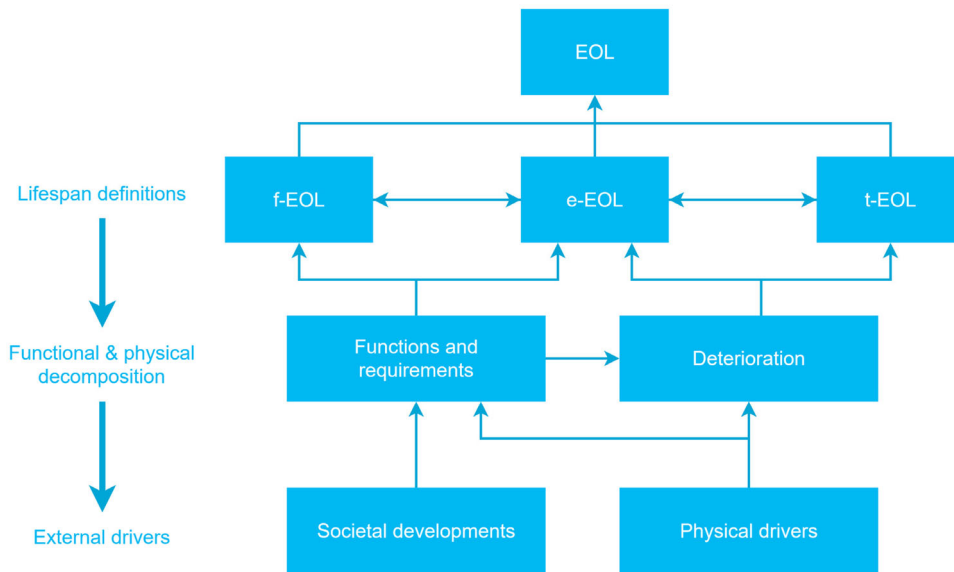 EOL
Lifespan definitions
f-EOL
e-EOL
t-EOL
Functional & physical
decomposition
Functions and
requirements
Deterioration
External drivers
Societal developments
Physical drivers